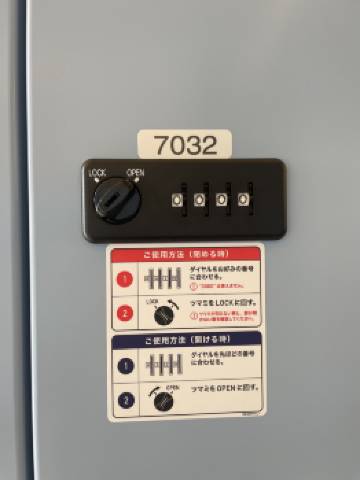 7032
LOCK OPEN
0 0 0 0
ご使用方法（閉める時）
1 ダイヤルをお好みの番号
に合わせる。
2 LOCK ツマミをLOCKに回す。
ご使用方法（開ける時）
1 ダイヤルを先ほどの番号
に合わせる。
2 OPEN ツマミをOPENに回す。